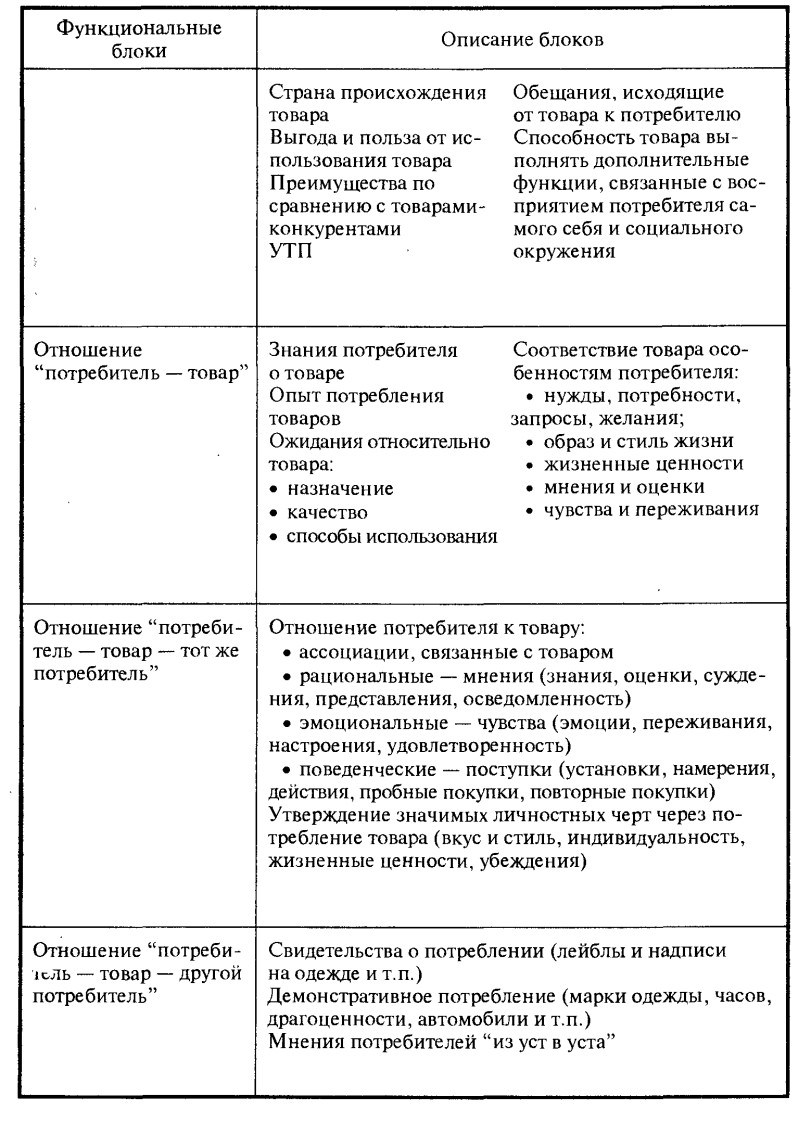 Функциональные
блоки
Описание блоков
Страна происхождения
товара
Выгода и польза от ис-
пользования товара
Преимущества по
сравнению с товарами-
конкурентами
УТП
Обещания, исходящие
от товара к потребителю
Способность товара вы-
полнять дополнительные
функции, связанные с вос-
приятием потребителя са-
мого себя и социального
окружения
Отношение
“потребитель — товар”
Знания потребителя
о товаре
Опыт потребления
товаров
Ожидания относительно
товара:
• назначение
• качество
• способы использования
Соответствие товара осо-
бенностям потребителя:
• нужды, потребности,
запросы, желания;
• образ и стиль жизни
• жизненные ценности
• мнения и оценки
• чувства и переживания
Отношение “потреби-
тель — товар — тот же
потребитель”
Отношение потребителя к товару:
• ассоциации, связанные с товаром
• рациональные — мнения (знания, оценки, сужде-
ния, представления, осведомленность)
• эмоциональные — чувства (эмоции, переживания,
настроения, удовлетворенность)
• поведенческие — поступки (установки, намерения,
действия, пробные покупки, повторные покупки)
Утверждение значимых личностных черт через по-
требление товара (вкус и стиль, индивидуальность,
жизненные ценности, убеждения)
Отношение “потреби-
тель — товар — другой
потребитель”
Свидетельства о потреблении (лейблы и надписи
на одежде и т.п.)
Демонстративное потребление (марки одежды, часов,
драгоценности, автомобили и т.п.)
Мнения потребителей “из уст в уста”